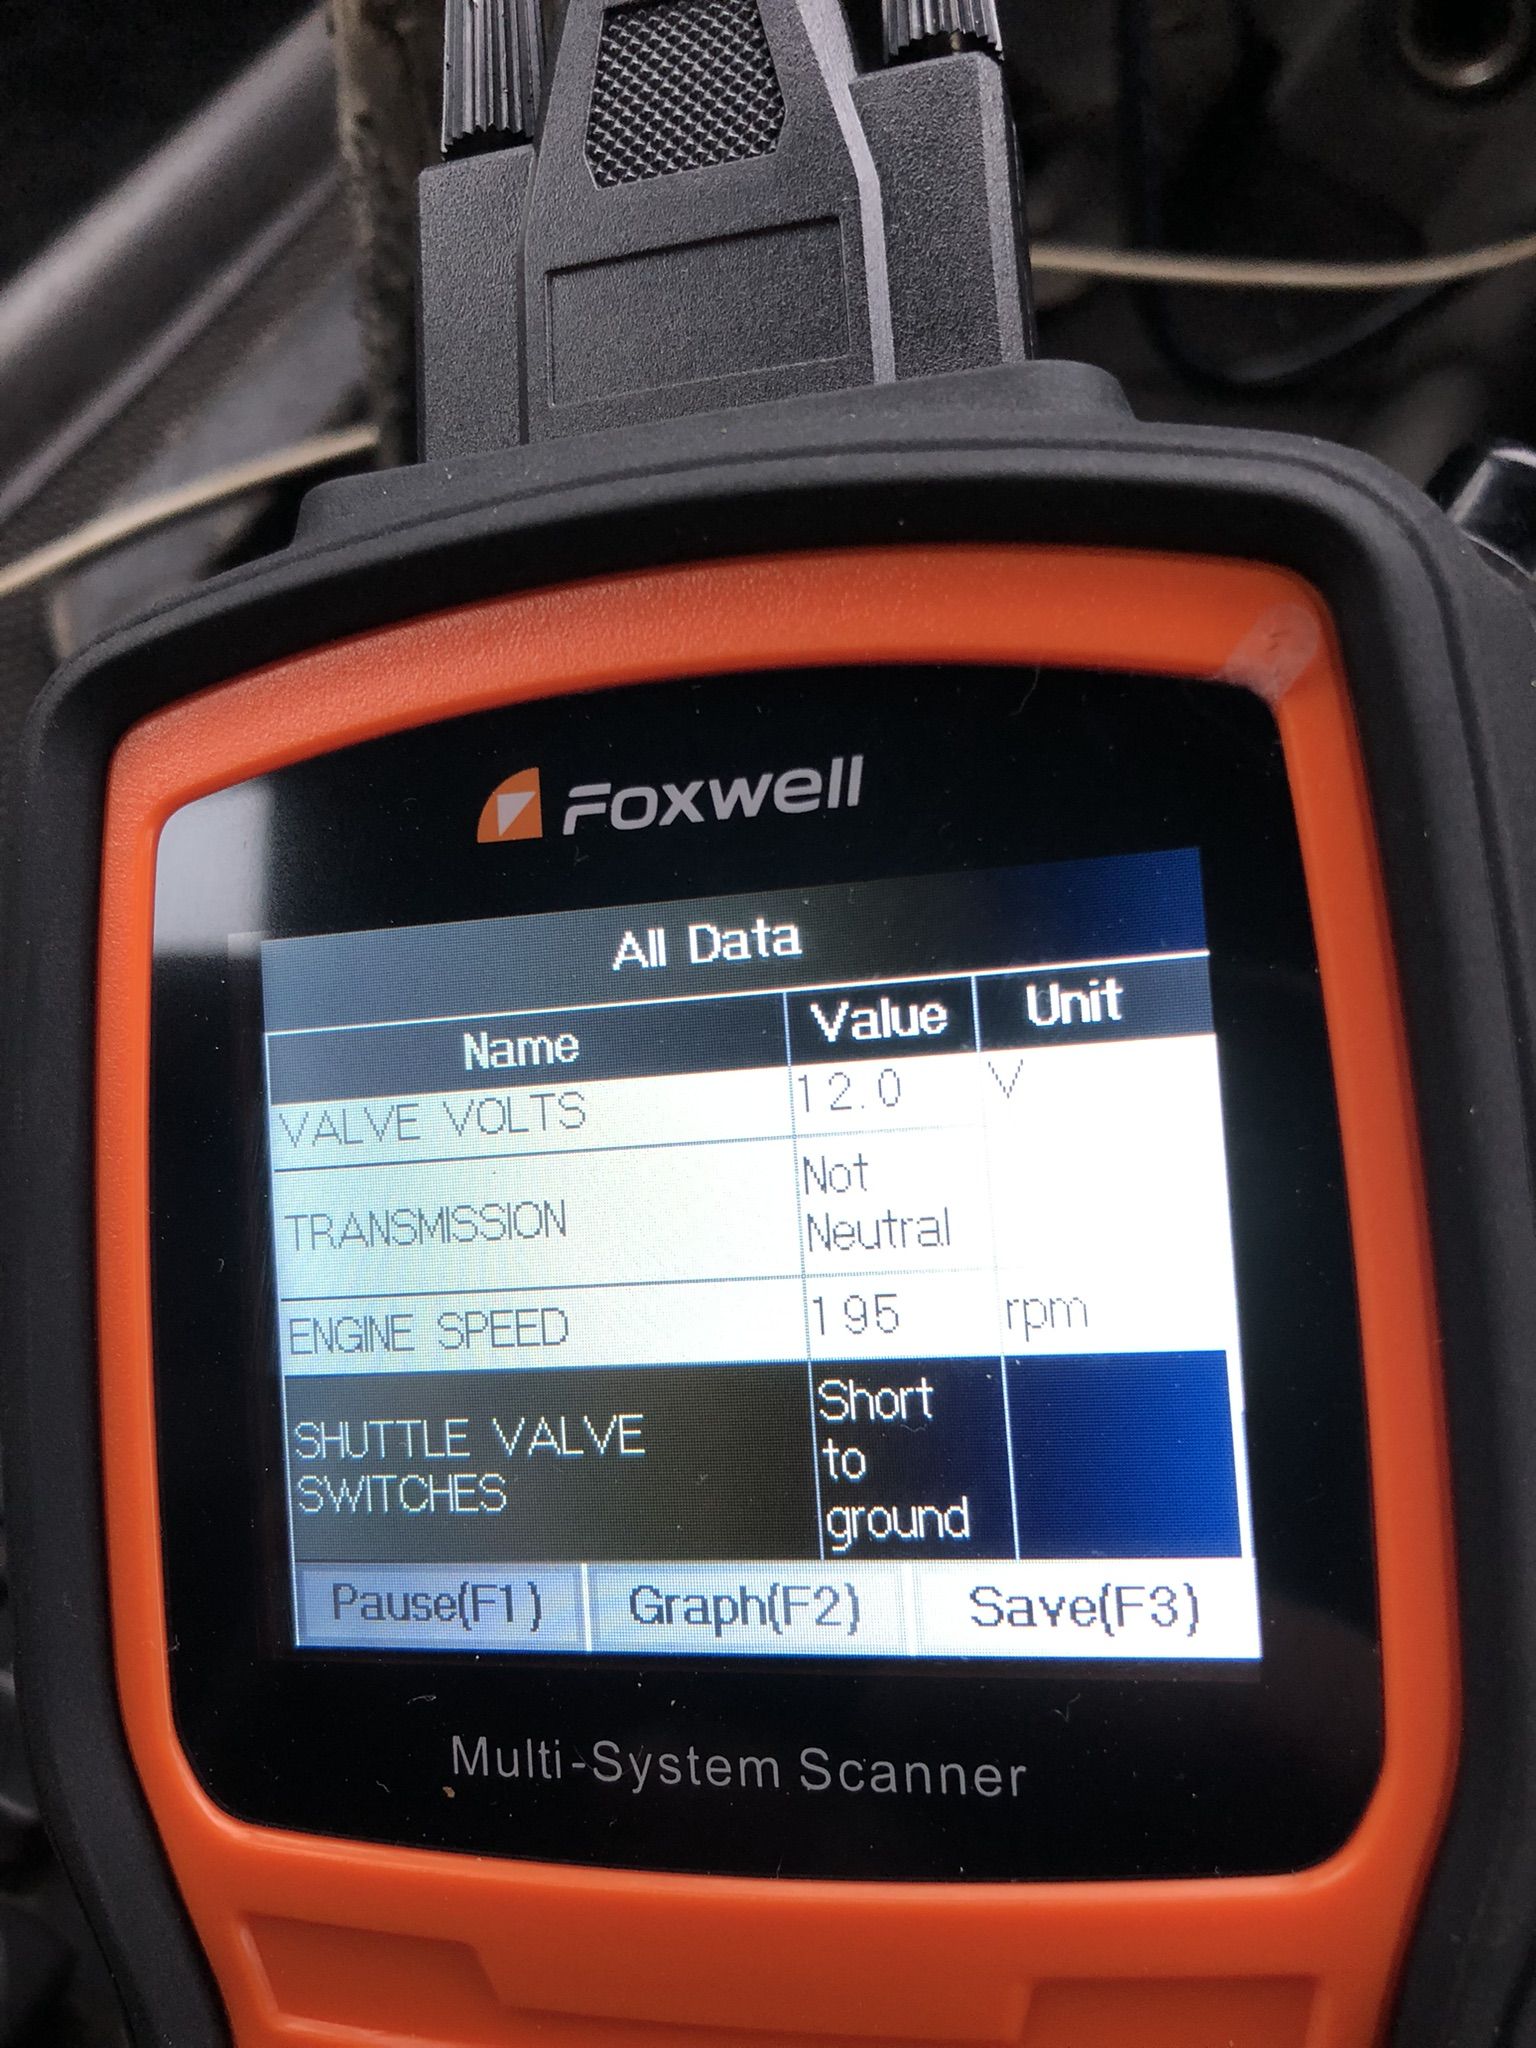 Foxwell
All Data
Name Value Unit
VALVE VOLTS 12.0 V
TRANSMISSION Not
Neutral
ENGINE SPEED 195 rpm
SHUTTLE VALVE
SWITCHES
Short
to
ground
Pause(F1) Graph(F2) Save(F3)
Multi-System Scanner